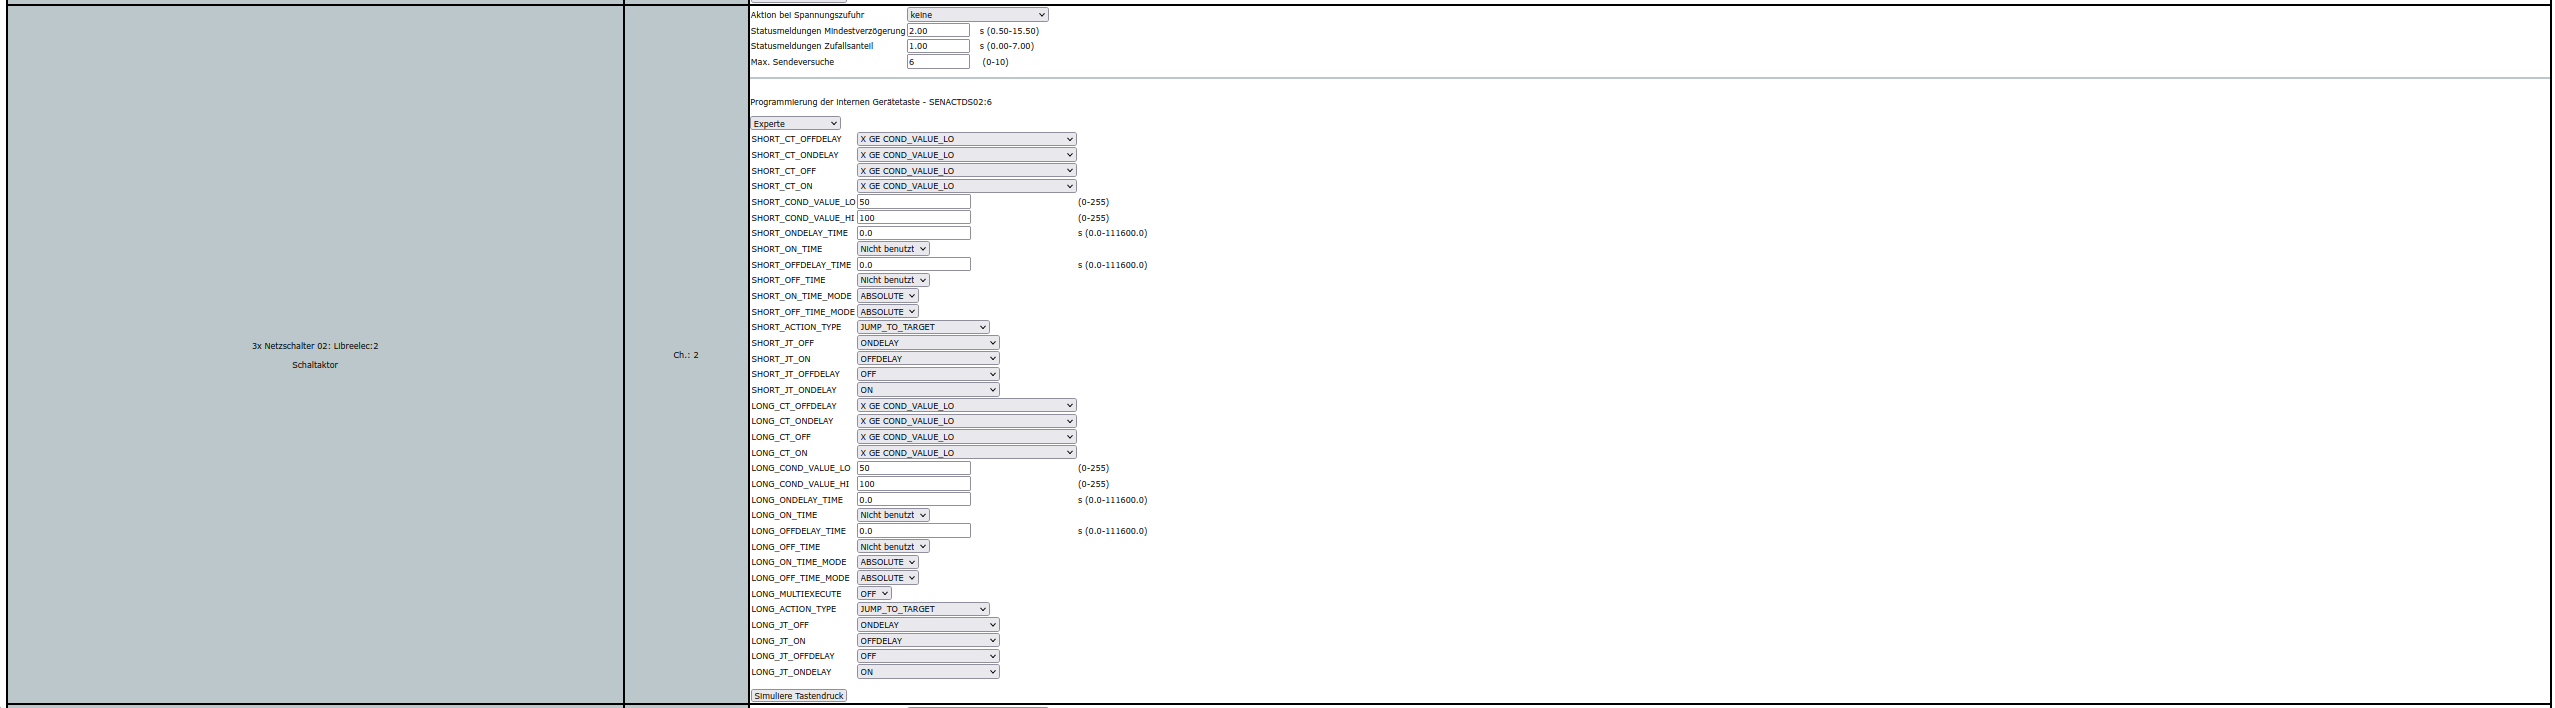 Aktion bei Spannungszufuhr keine
Statusmeldungen Mindestverzögerung 2.00 s (0.50-15.50)
Statusmeldungen Zufallsanteil 1.00 s (0.00-7.00)
Max. Sendeversuche 6 (0-10)
Programmierung der internen Gerätetaste - SENACTDS02:6
Experte
SHORT_CT_OFFDELAY X GE COND_VALUE_LO
SHORT_CT_ONDELAY X GE COND_VALUE_LO
SHORT_CT_OFF X GE COND_VALUE_LO
SHORT_CT_ON X GE COND_VALUE_LO
SHORT_COND_VALUE_LO 50 (0-255)
SHORT_COND_VALUE_HI 100 (0-255)
SHORT_ONDELAY_TIME 0.0 s (0.0-111600.0)
SHORT_ON_TIME Nicht benutzt
SHORT_OFFDELAY_TIME 0.0 s (0.0-111600.0)
SHORT_OFF_TIME Nicht benutzt
SHORT_ON_TIME_MODE ABSOLUTE
SHORT_OFF_TIME_MODE ABSOLUTE
SHORT_ACTION_TYPE JUMP_TO_TARGET
SHORT_JT_OFF ONDELAY
3x Netzschalter 02: Libreelec:2
Schaltaktor
Ch.: 2
SHORT_JT_ON OFFDELAY
SHORT_JT_OFFDELAY OFF
SHORT_JT_ONDELAY ON
LONG_CT_OFFDELAY X GE COND_VALUE_LO
LONG_CT_ONDELAY X GE COND_VALUE_LO
LONG_CT_OFF X GE COND_VALUE_LO
LONG_CT_ON X GE COND_VALUE_LO
LONG_COND_VALUE_LO 50 (0-255)
LONG_COND_VALUE_HI 100 (0-255)
LONG_ONDELAY_TIME 0.0 s (0.0-111600.0)
LONG_ON_TIME Nicht benutzt
LONG_OFFDELAY_TIME 0.0 s (0.0-111600.0)
LONG_OFF_TIME Nicht benutzt
LONG_ON_TIME_MODE ABSOLUTE
LONG_OFF_TIME_MODE ABSOLUTE
LONG_MULTIEXECUTE OFF
LONG_ACTION_TYPE JUMP_TO_TARGET
LONG_JT_OFF ONDELAY
LONG_JT_ON OFFDELAY
LONG_JT_OFFDELAY OFF
LONG_JT_ONDELAY ON
Simuliere Tastendruck